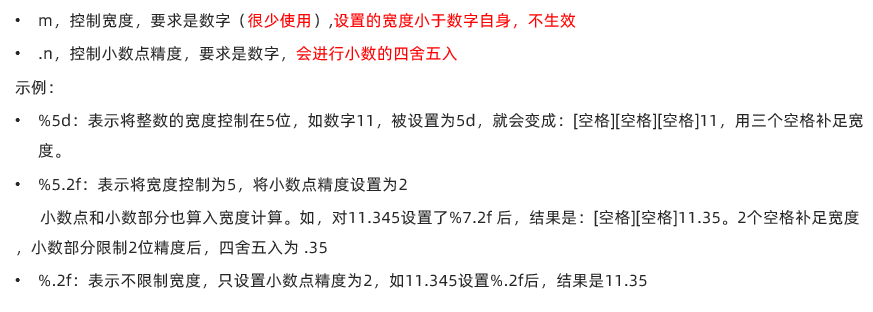 • m，控制宽度，要求是数字（很少使用）,设置的宽度小于数字自身，不生效
• .n，控制小数点精度，要求是数字，会进行小数的四舍五入
示例：
• %5d：表示将整数的宽度控制在5位，如数字11，被设置为5d，就会变成：[空格][空格][空格]11，用三个空格补足宽
度。
• %5.2f：表示将宽度控制为5，将小数点精度设置为2
小数点和小数部分也算入宽度计算。如，对11.345设置了%7.2f 后，结果是：[空格][空格]11.35。2个空格补足宽度
，小数部分限制2位精度后，四舍五入为 .35
• %.2f：表示不限制宽度，只设置小数点精度为2，如11.345设置%.2f后，结果是11.35